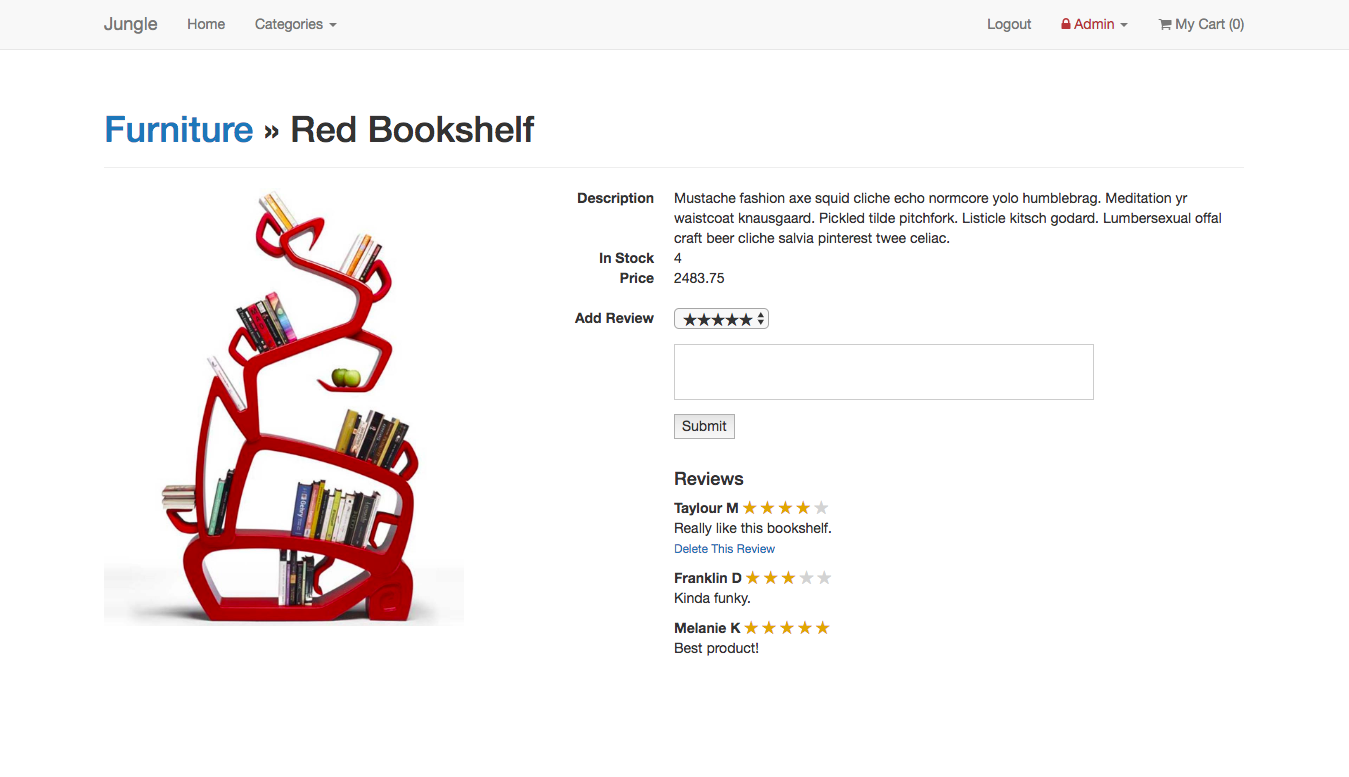 Jungle Home Categories Logout Admin My Cart (0)
Furniture » Red Bookshelf
Description Mustache fashion axe squid cliche echo normcore yolo humblebrag. Meditation yr
waistcoat knausgaard. Pickled tilde pitchfork. Listicle kitsch godard. Lumbersexual offal
craft beer cliche salvia pinterest twee celiac.
In Stock 4
Price 2483.75
Add Review ★★★★★
Submit
Reviews
Taylour M ★★★★★
Really like this bookshelf.
Delete This Review
Franklin D ★★★★★
Kinda funky.
Melanie K ★★★★★
Best product!